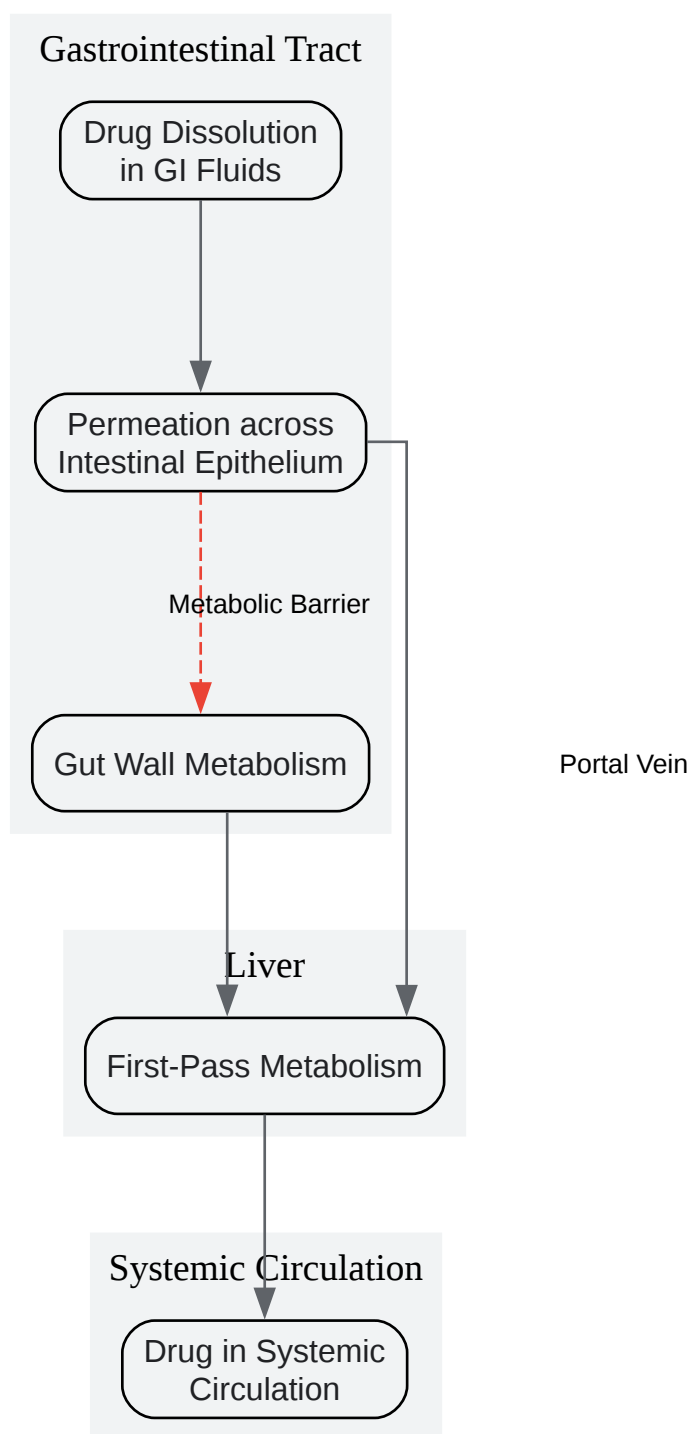 Gastrointestinal Tract
Drug Dissolution
in GI Fluids
Permeation across
Intestinal Epithelium
Metabolic Barrier
Gut Wall Metabolism
Portal Vein
Liver
First-Pass Metabolism
Systemic Circulation
Drug in Systemic
Circulation